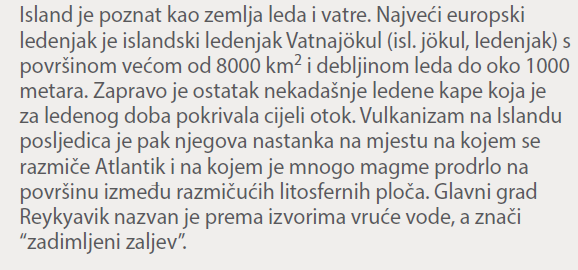 Island je poznat kao zemlja leda i vatre. Najveći europski
ledenjak je islandski ledenjak Vatnajökul (isl. jökul, ledenjak) s
površinom većom od 8000 km² i debljinom leda do oko 1000
metara. Zapravo je ostatak nekadašnje ledene kape koja je
za ledenog doba pokrivala cijeli otok. Vulkanizam na Islandu
posljedica je pak njegova nastanka na mjestu na kojem se
razmiče Atlantik i na kojem je mnogo magme prodrlo na
površinu između razmičućih litosfernih ploča. Glavni grad
Reykyavik nazvan je prema izvorima vruće vode, a znači
“zadimljeni zaljev”.